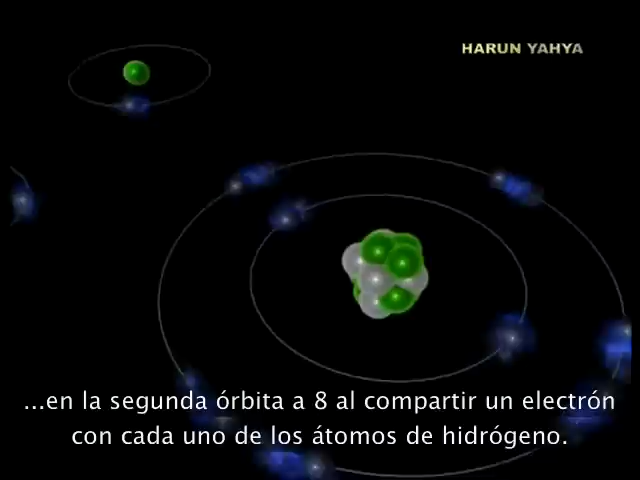 HARUN YAHYA
...en la segunda órbita a 8 al compartir un electrón
con cada uno de los átomos de hidrógeno.